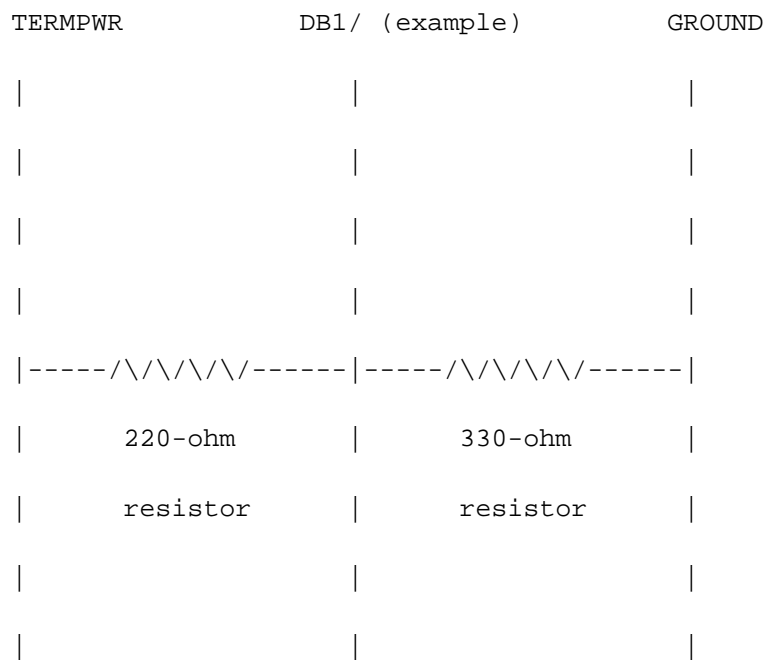 TERMPWR DB1/ (example) GROUND
| | |
| | |
| | |
| | |
|-----/\/\/\/\/------|-----/\/\/\/\/------|
| 220-ohm | 330-ohm |
| resistor | resistor |
| | |
| | |